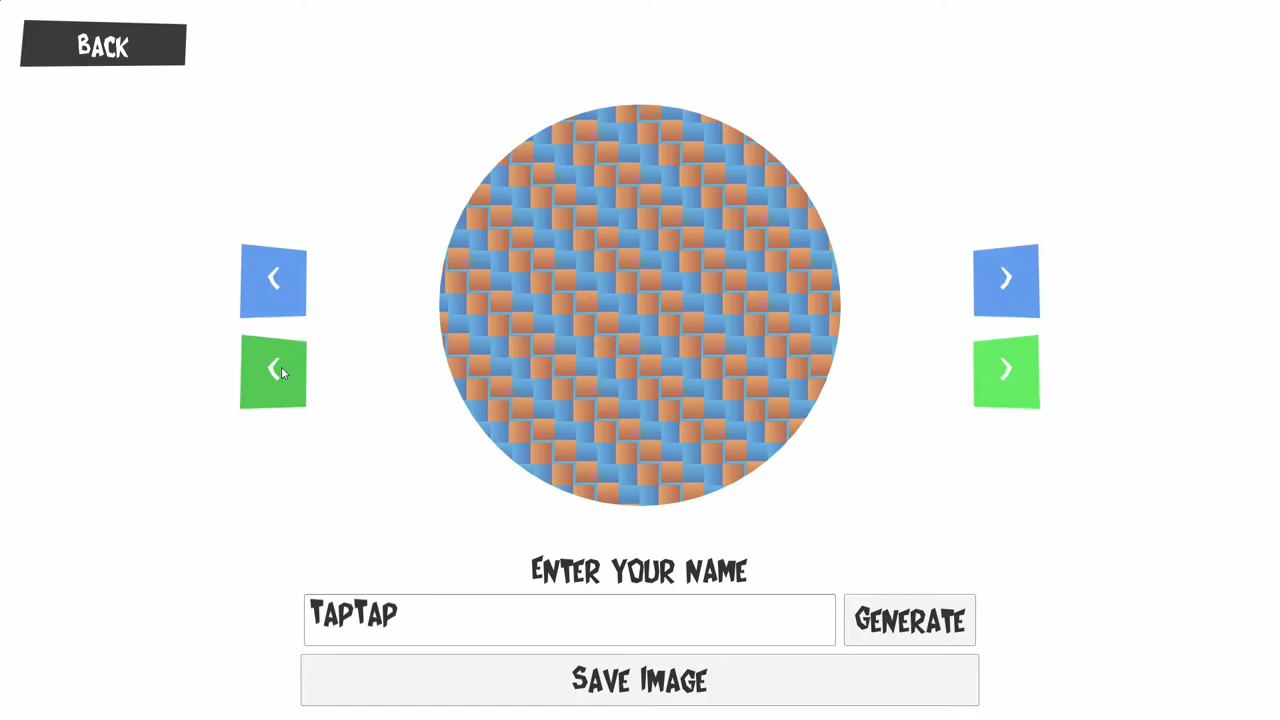 BACK
ENTER YOUR NAME
TAPTAP
GENERATE
SAVE IMAGE